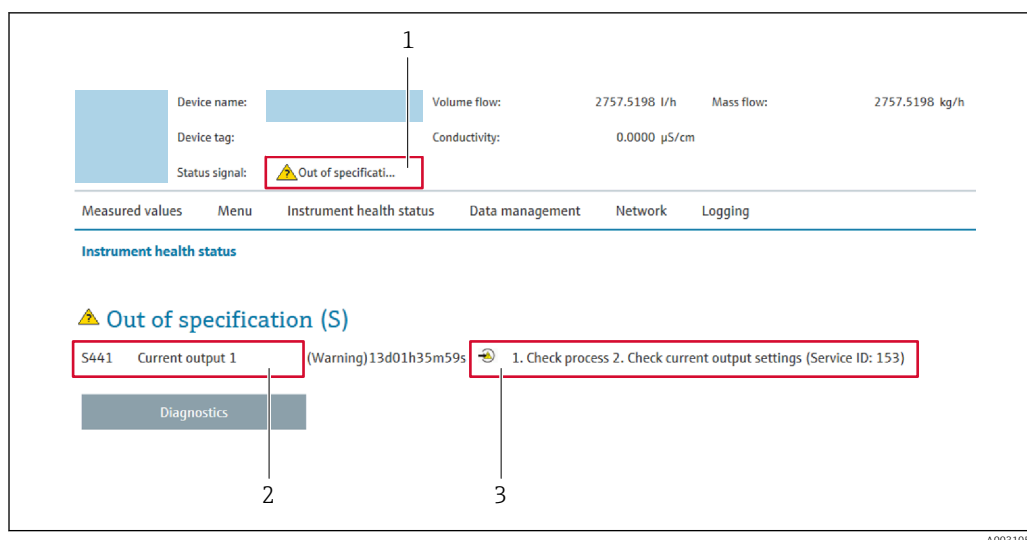 1
Device name: Volume flow: 2757.5198 l/h Mass flow: 2757.5198 kg/h
Device tag: Conductivity: 0.0000 µS/cm
Status signal: Out of specificati...
Measured values Menu Instrument health status Data management Network Logging
Instrument health status
Out of specification (S)
S441 Current output 1 (Warning)13d01h35m59s 1. Check process 2. Check current output settings (Service ID: 153)
Diagnostics
2 3